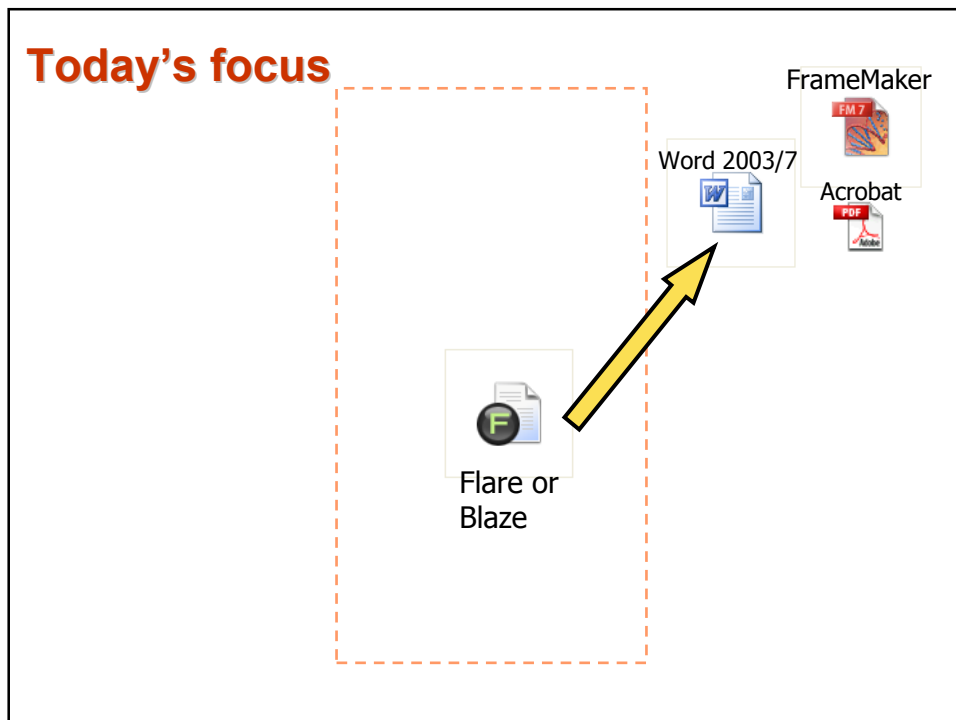 Today's focus
FrameMaker
FM 7
Word 2003/7
W
Acrobat
PDF
Adobe
F
Flare or
Blaze